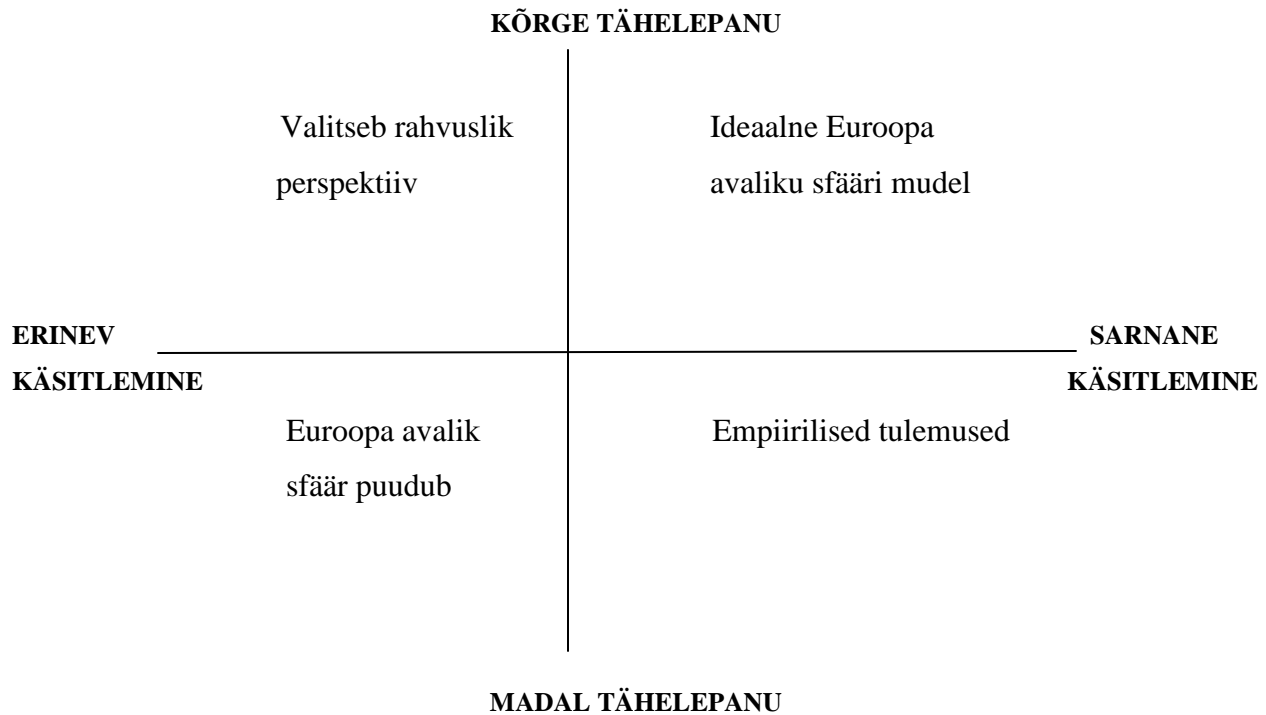 KÕRGE TÄHELEPANU
Valitseb rahvuslik
perspektiiv
Ideaalne Euroopa
avaliku sfääri mudel
ERINEV
KÄSITLEMINE
SARNANE
KÄSITLEMINE
Euroopa avalik
sfäär puudub
Empiirilised tulemused
MADAL TÄHELEPANU